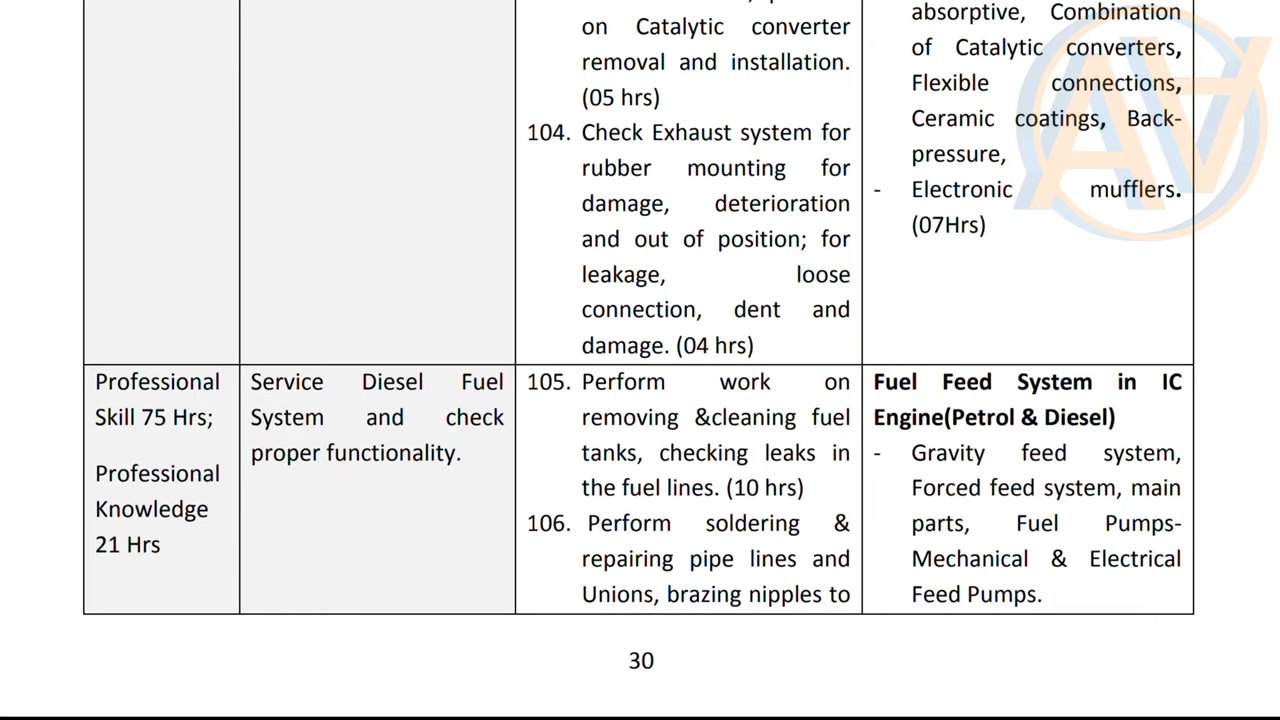 on Catalytic converter
removal and installation.
(05 hrs)
104. Check Exhaust system for
rubber mounting for
damage, deterioration
and out of position; for
leakage, loose
connection, dent and
damage. (04 hrs)
absorptive, Combination
of Catalytic converters,
Flexible connections,
Ceramic coatings, Back-
pressure,
- Electronic mufflers.
(07Hrs)
Professional
Skill 75 Hrs;
Professional
Knowledge
21 Hrs
Service Diesel Fuel
System and check
proper functionality.
105. Perform work on
removing &cleaning fuel
tanks, checking leaks in
the fuel lines. (10 hrs)
106. Perform soldering &
repairing pipe lines and
Unions, brazing nipples to
Fuel Feed System in IC
Engine(Petrol & Diesel)
- Gravity feed system,
Forced feed system, main
parts, Fuel Pumps-
Mechanical & Electrical
Feed Pumps.
30